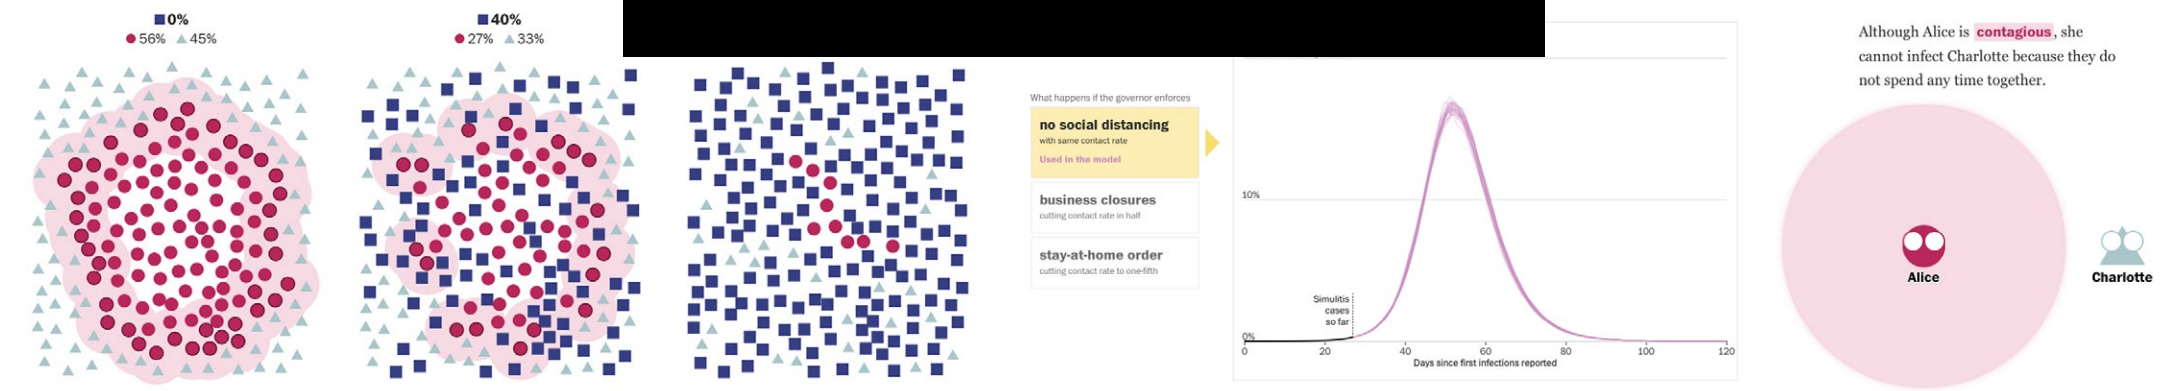 0%
56% 45%
40%
27% 33%
What happens if the governor enforces
no social distancing
with same contact rate
Used in the model
business closures
cutting contact rate in half
stay-at-home order
cutting contact rate to one-fifth
10%
Simulitis
cases
so far
0%
0 20 40 60 80 100 120
Days since first infections reported
Although Alice is contagious, she
cannot infect Charlotte because they do
not spend any time together.
Alice
Charlotte